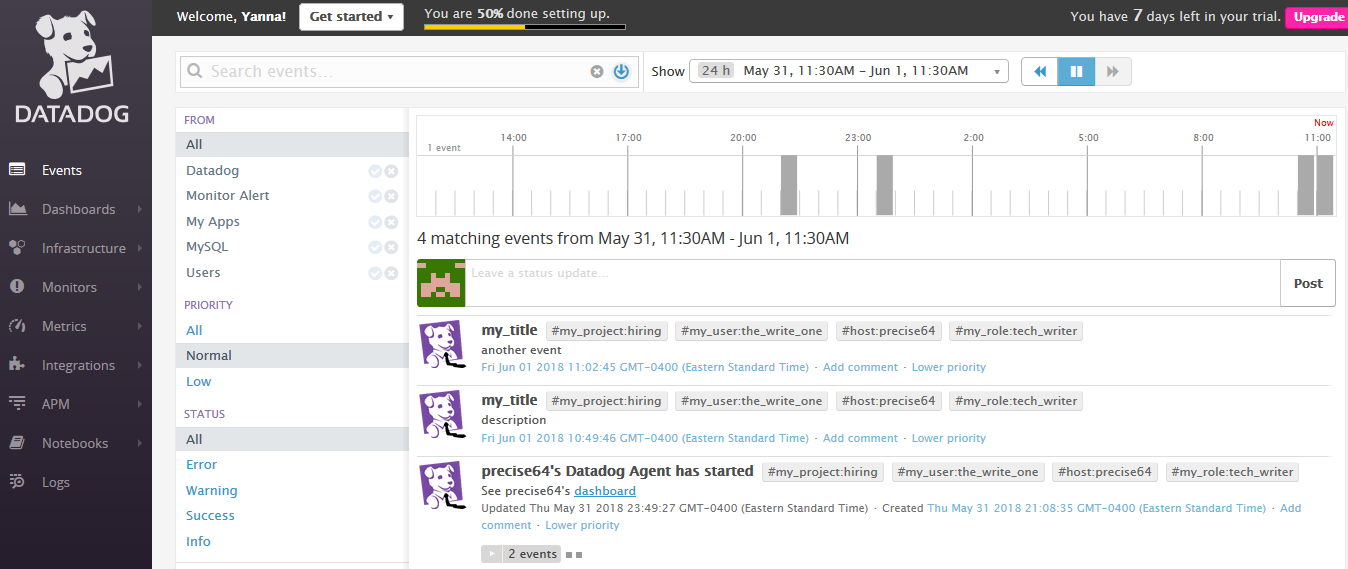 Welcome, Yanna!
Get started
You are 50% done setting up.
You have 7 days left in your trial.
Upgrade
DATADOG
Events
Dashboards
Infrastructure
Monitors
Metrics
Integrations
APM
Notebooks
Logs
Search events...
Show
24 h
May 31, 11:30AM – Jun 1, 11:30AM
FROM
All
Datadog
Monitor Alert
My Apps
MySQL
Users
PRIORITY
All
Normal
Low
STATUS
All
Error
Warning
Success
Info
Now
14:00 17:00 20:00 23:00 2:00 5:00 8:00 11:00
1 event
4 matching events from May 31, 11:30AM - Jun 1, 11:30AM
Leave a status update...
Post
my_title #my_project:hiring #my_user:the_write_one #host:precise64 #my_role:tech_writer
another event
Fri Jun 01 2018 11:02:45 GMT-0400 (Eastern Standard Time) · Add comment · Lower priority
my_title #my_project:hiring #my_user:the_write_one #host:precise64 #my_role:tech_writer
description
Fri Jun 01 2018 10:49:46 GMT-0400 (Eastern Standard Time) · Add comment · Lower priority
precise64's Datadog Agent has started #my_project:hiring #my_user:the_write_one #host:precise64 #my_role:tech_writer
See precise64's dashboard
Updated Thu May 31 2018 23:49:27 GMT-0400 (Eastern Standard Time) · Created Thu May 31 2018 21:08:35 GMT-0400 (Eastern Standard Time) · Add
comment · Lower priority
2 events